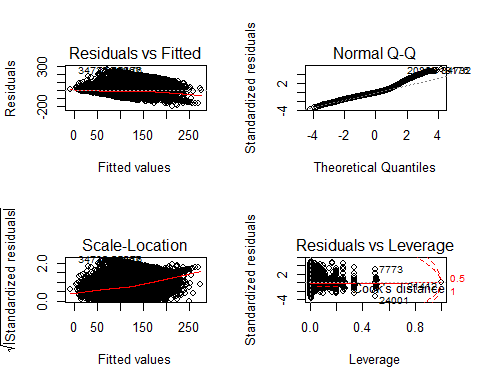 Residuals vs Fitted
Residuals
-200
0
300
0
50
150
250
Fitted values
Normal Q-Q
Standardized residuals
-4
2
-4
-2
0
2
4
Theoretical Quantiles
Scale-Location
√|Standardized residuals|
0.0
2.0
0
50
100
150
250
Fitted values
Residuals vs Leverage
Standardized residuals
-4
2
7773
24001
Cook's distance
0.5
1
0.0
0.2
0.4
0.6
0.8
1.0
Leverage